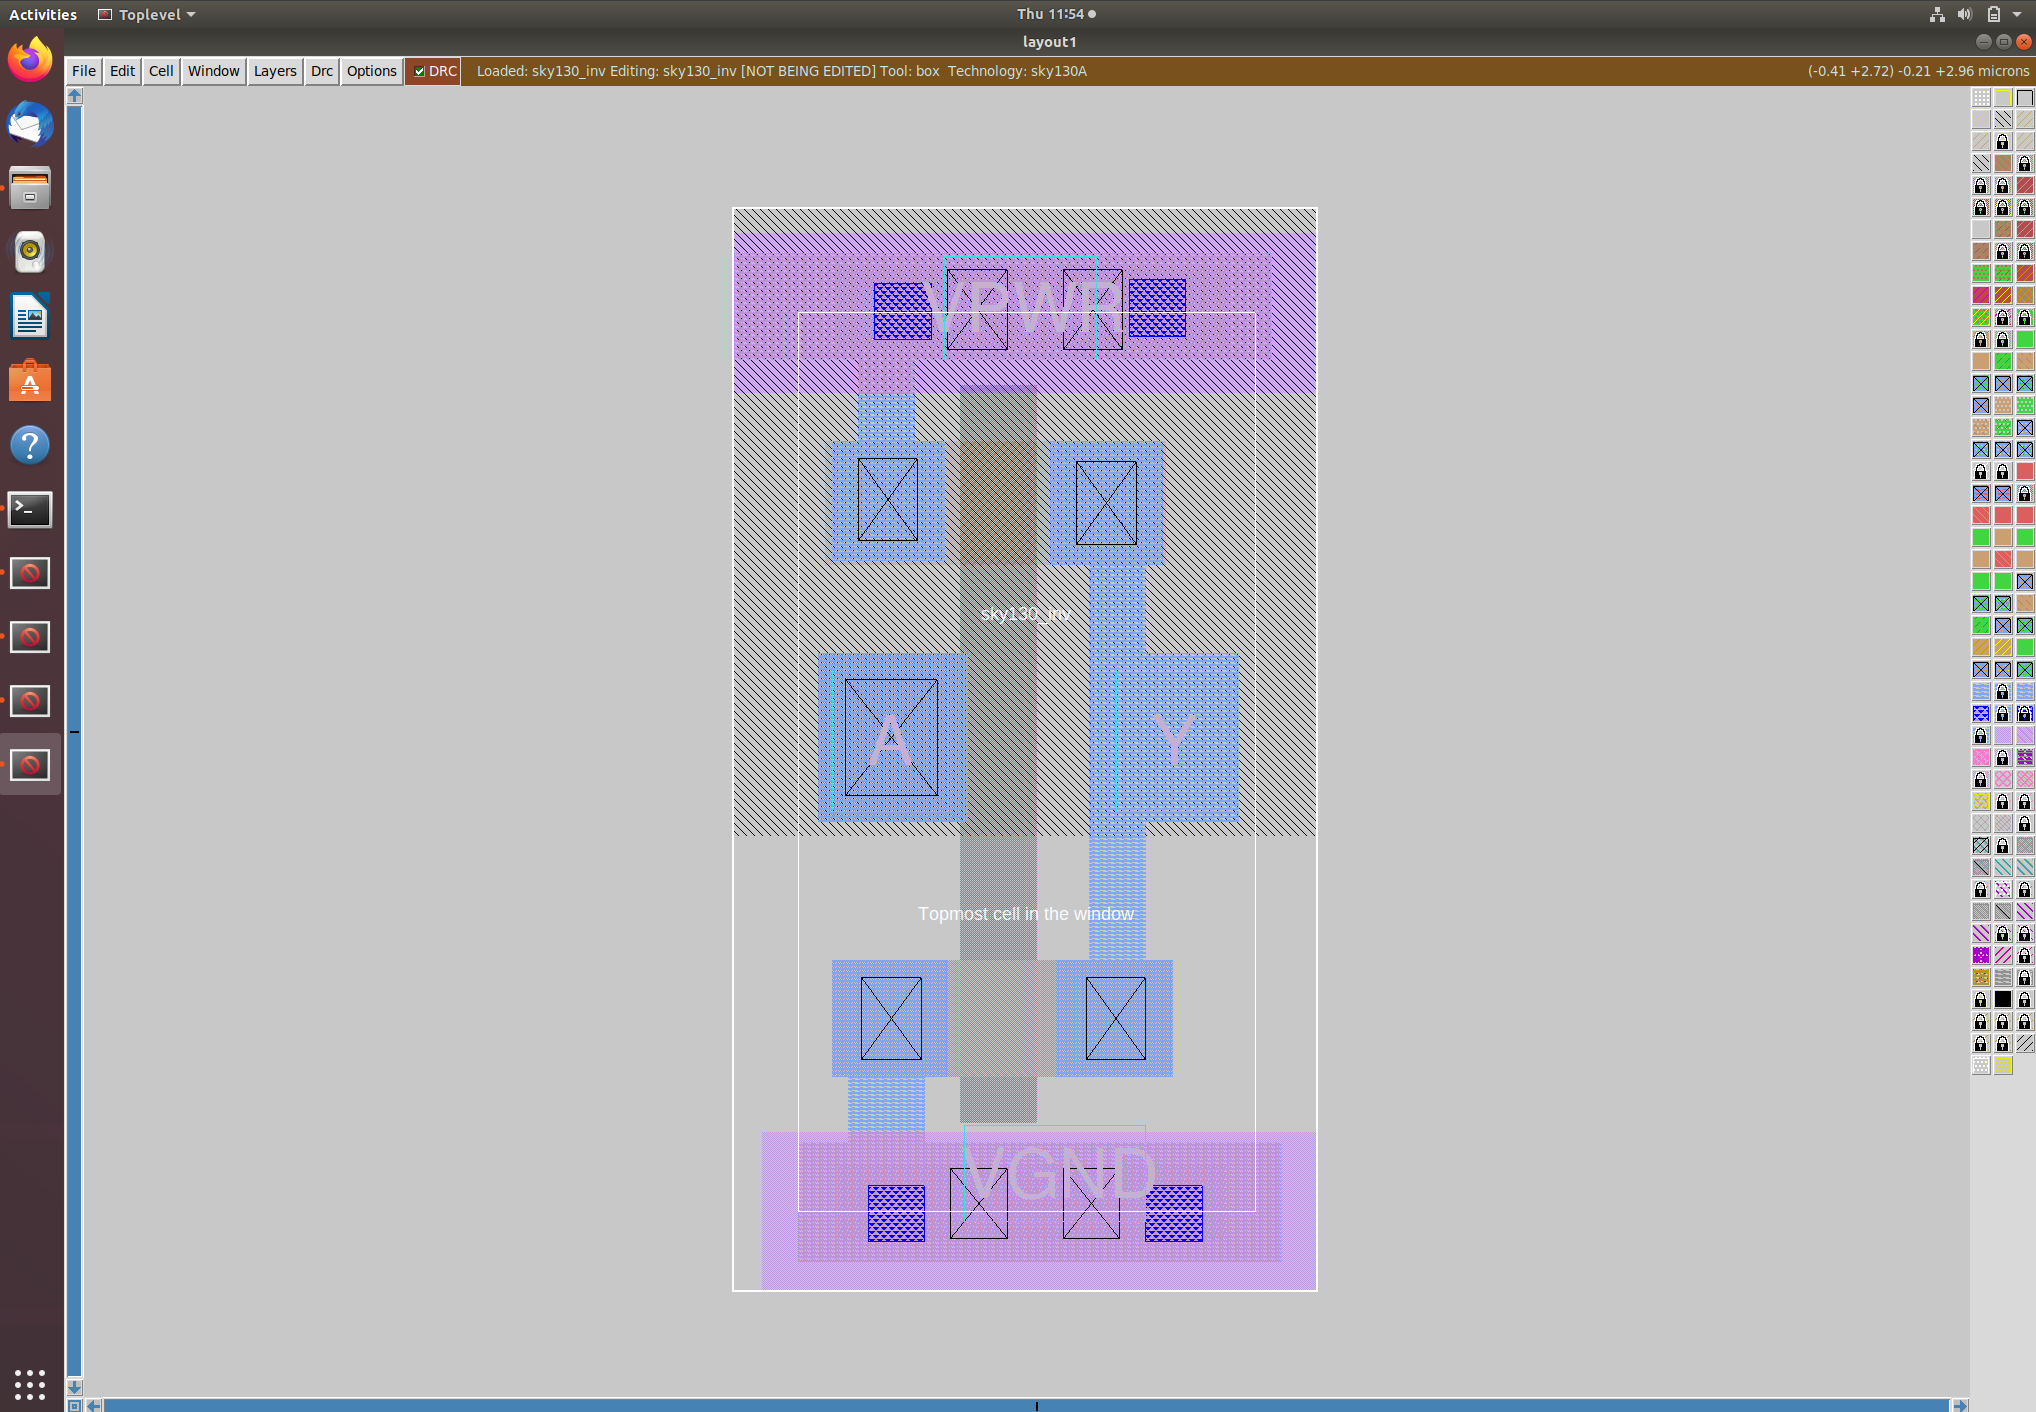 Activities Toplevel Thu 11:54
layout1
File Edit Cell Window Layers Drc Options DRC Loaded: sky130_inv Editing: sky130_inv [NOT BEING EDITED] Tool: box Technology: sky130A (-0.41 +2.72) -0.21 +2.96 microns
VPWR
sky130_inv
A Y
Topmost cell in the window
VGND